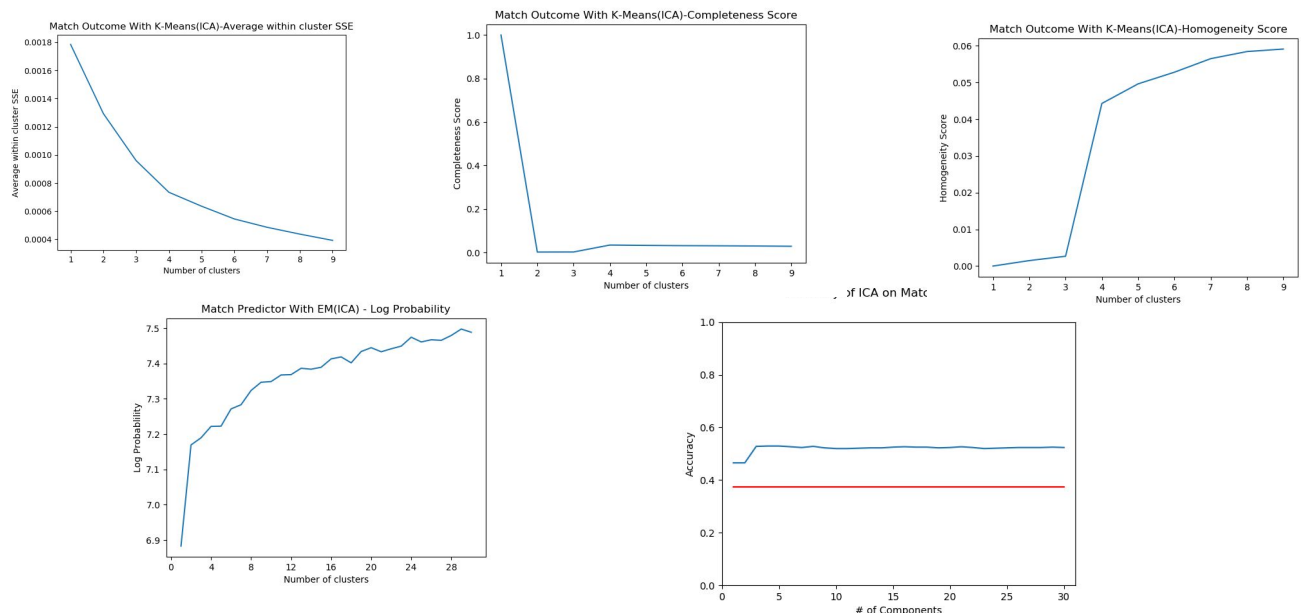 Match Outcome With K-Means(ICA)-Average within cluster SSE
0.0018
0.0016
0.0014
0.0012
0.0010
0.0008
0.0006
0.0004
Average within cluster SSE
1 2 3 4 5 6 7 8 9
Number of clusters
Match Outcome With K-Means(ICA)-Completeness Score
1.0
0.8
0.6
0.4
0.2
0.0
Completeness Score
1 2 3 4 5 6 7 8 9
Number of clusters
Match Outcome With K-Means(ICA)-Homogeneity Score
0.06
0.05
0.04
0.03
0.02
0.01
0.00
Homogeneity Score
1 2 3 4 5 6 7 8 9
Number of clusters
Match Predictor With EM(ICA) - Log Probability
7.5
7.4
7.3
7.2
7.1
7.0
6.9
Log Probablility
0 4 8 12 16 20 24 28
Number of clusters
of ICA on
1.0
0.8
0.6
0.4
0.2
0.0
Accuracy
0 5 10 15 20 25 30
# of Components